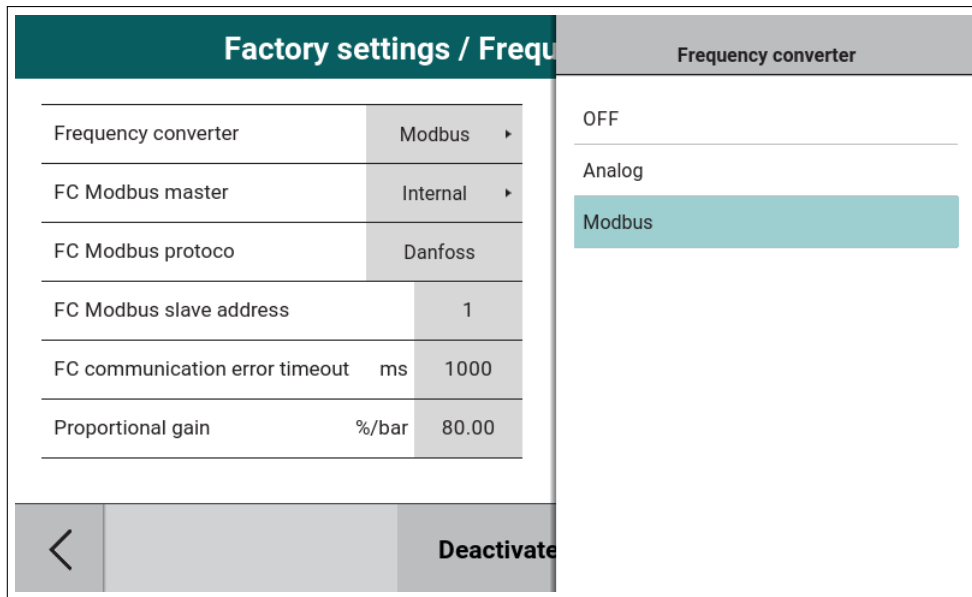 Factory settings / Frequ
Frequency converter Modbus
FC Modbus master Internal
FC Modbus protoco Danfoss
FC Modbus slave address 1
FC communication error timeout ms 1000
Proportional gain %/bar 80.00
Deactivate
Frequency converter
OFF
Analog
Modbus